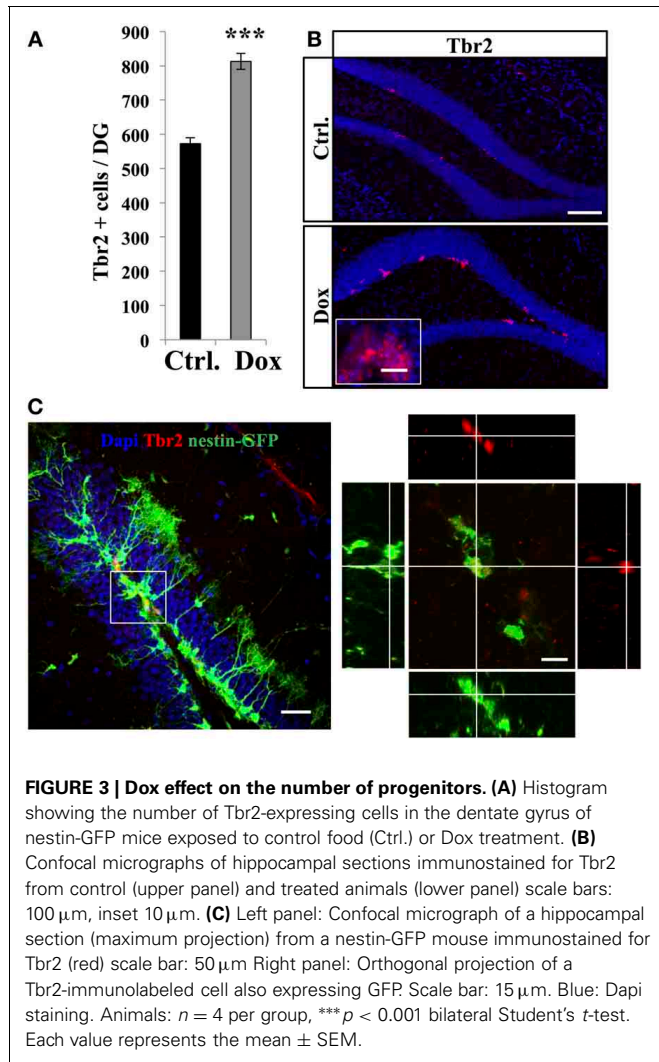 A
Tbr2 + cells / DG
900
800
700
600
500
400
300
200
100
0
***
Ctrl. Dox
B
Tbr2
Ctrl.
Dox
C
Dapi Tbr2 nestin-GFP
FIGURE 3 | Dox effect on the number of progenitors. (A) Histogram
showing the number of Tbr2-expressing cells in the dentate gyrus of
nestin-GFP mice exposed to control food (Ctrl.) or Dox treatment. (B)
Confocal micrographs of hippocampal sections immunostained for Tbr2
from control (upper panel) and treated animals (lower panel) scale bars:
100 μm, inset 10 μm. (C) Left panel: Confocal micrograph of a hippocampal
section (maximum projection) from a nestin-GFP mouse immunostained for
Tbr2 (red) scale bar: 50 μm Right panel: Orthogonal projection of a
Tbr2-immunolabeled cell also expressing GFP. Scale bar: 15 μm. Blue: Dapi
staining. Animals: n = 4 per group, ***p < 0.001 bilateral Student's t-test.
Each value represents the mean ± SEM.